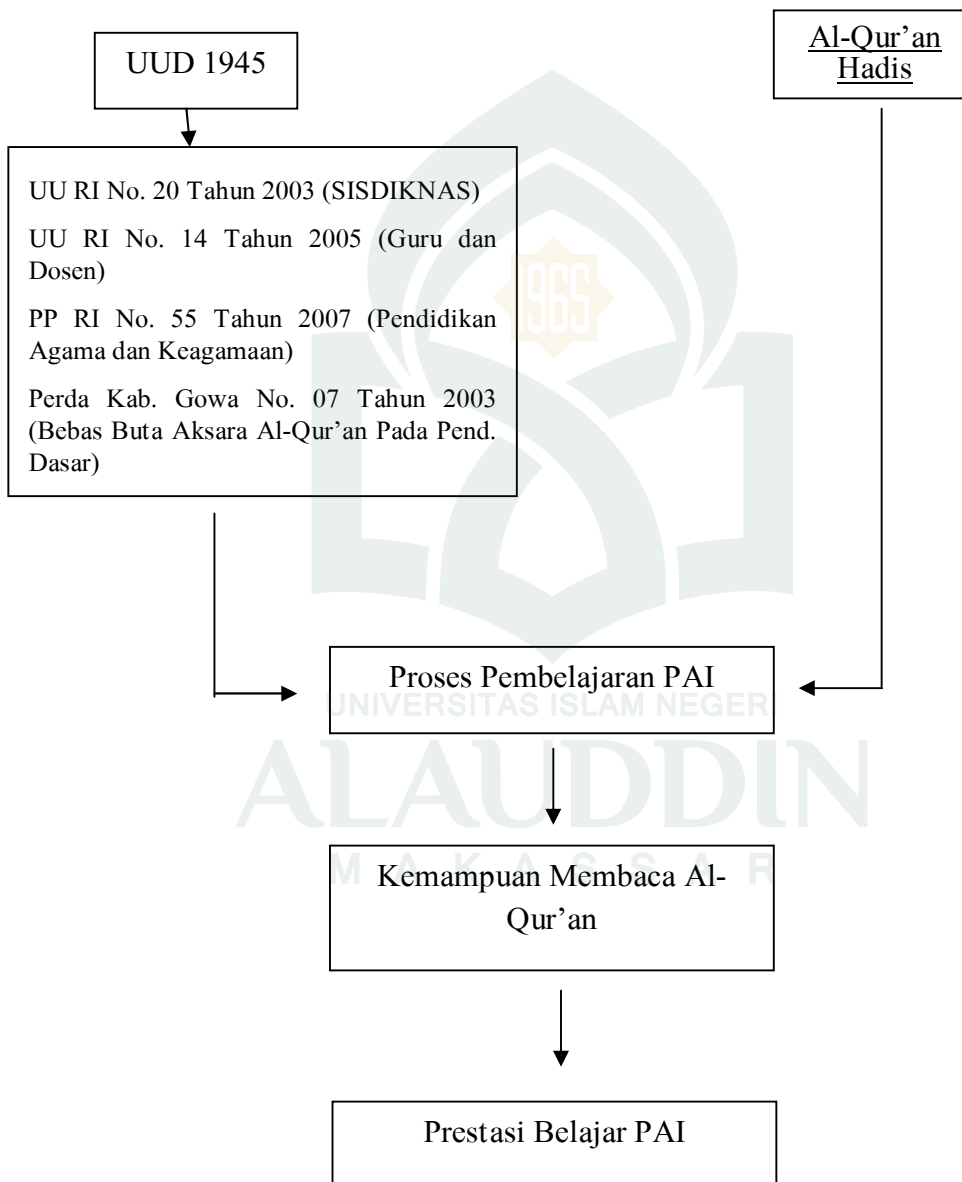 UUD 1945
Al-Qur’an
Hadis
UU RI No. 20 Tahun 2003 (SISDIKNAS)
UU RI No. 14 Tahun 2005 (Guru dan
Dosen)
PP RI No. 55 Tahun 2007 (Pendidikan
Agama dan Keagamaan)
Perda Kab. Gowa No. 07 Tahun 2003
(Bebas Buta Aksara Al-Qur’an Pada Pend.
Dasar)
1965
Proses Pembelajaran PAI
UNIVERSITAS ISLAM NEGERI
ALAUDDIN
MAKASSAR
Kemampuan Membaca Al-
Qur’an
Prestasi Belajar PAI